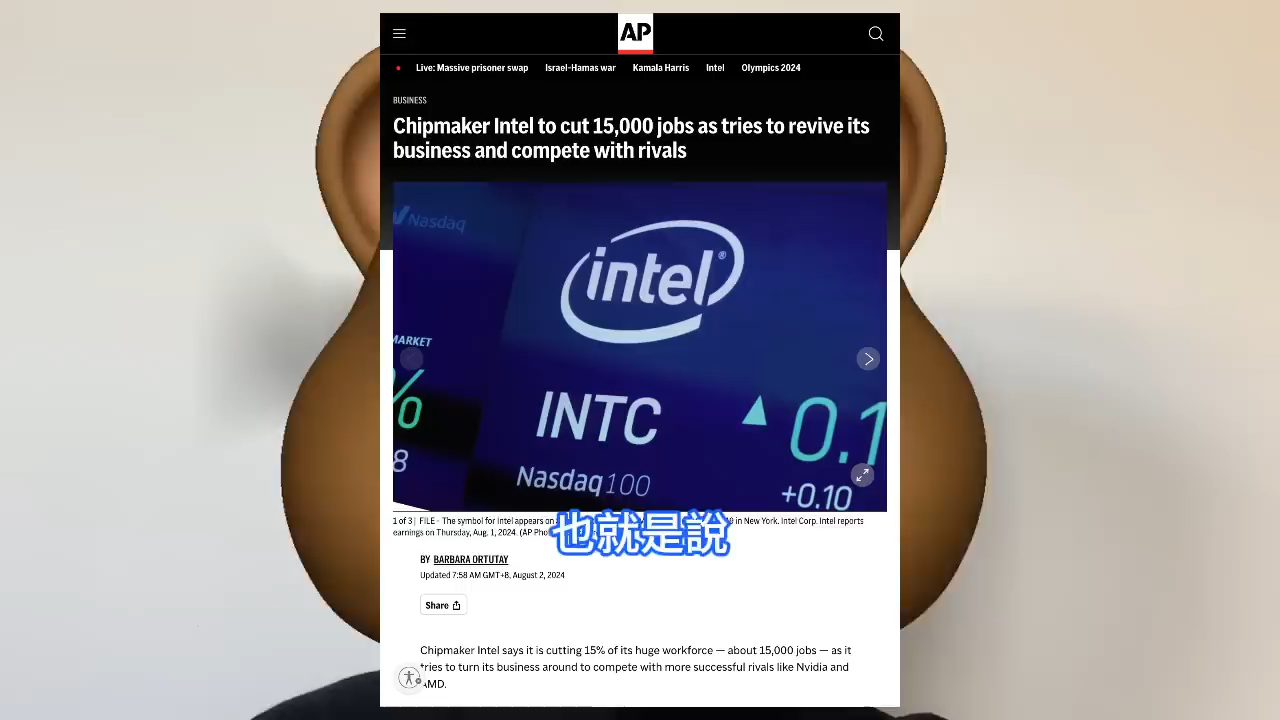 AP
Live: Massive prisoner swap Israel-Hamas war Kamala Harris Intel Olympics 2024
BUSINESS
Chipmaker Intel to cut 15,000 jobs as tries to revive its
business and compete with rivals
Nasdaq
intel®
MARKET
%
INTC
0.1
8
Nasdaq100
+0.10
1 of 3 | FILE - The symbol for Intel appears on in New York. Intel Corp. Intel reports
earnings on Thursday, Aug. 1, 2024. (AP
也就是說
BY BARBARA ORTUTAY
Updated 7:58 AM GMT+8, August 2, 2024
Share
Chipmaker Intel says it is cutting 15% of its huge workforce — about 15,000 jobs — as it
tries to turn its business around to compete with more successful rivals like Nvidia and
AMD.